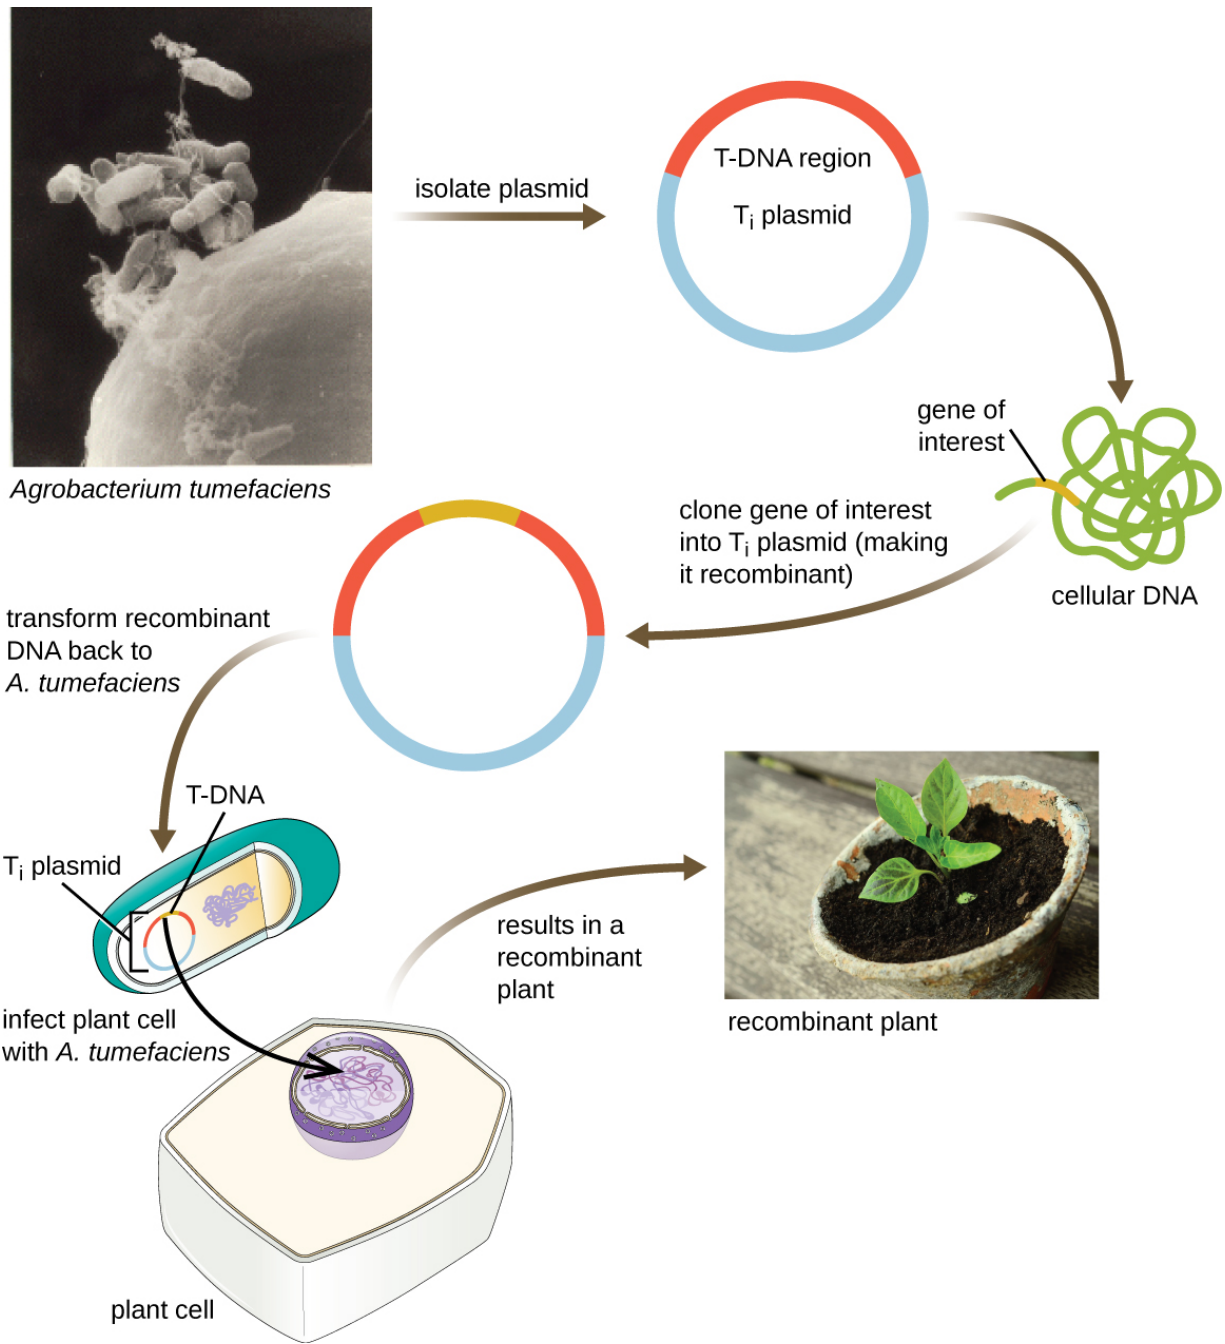 isolate plasmid
T-DNA region
Ti plasmid
Agrobacterium tumefaciens
gene of
interest
cellular DNA
clone gene of interest
into Ti plasmid (making
it recombinant)
transform recombinant
DNA back to
A. tumefaciens
T-DNA
Ti plasmid
infect plant cell
with A. tumefaciens
plant cell
results in a
recombinant
plant
recombinant plant